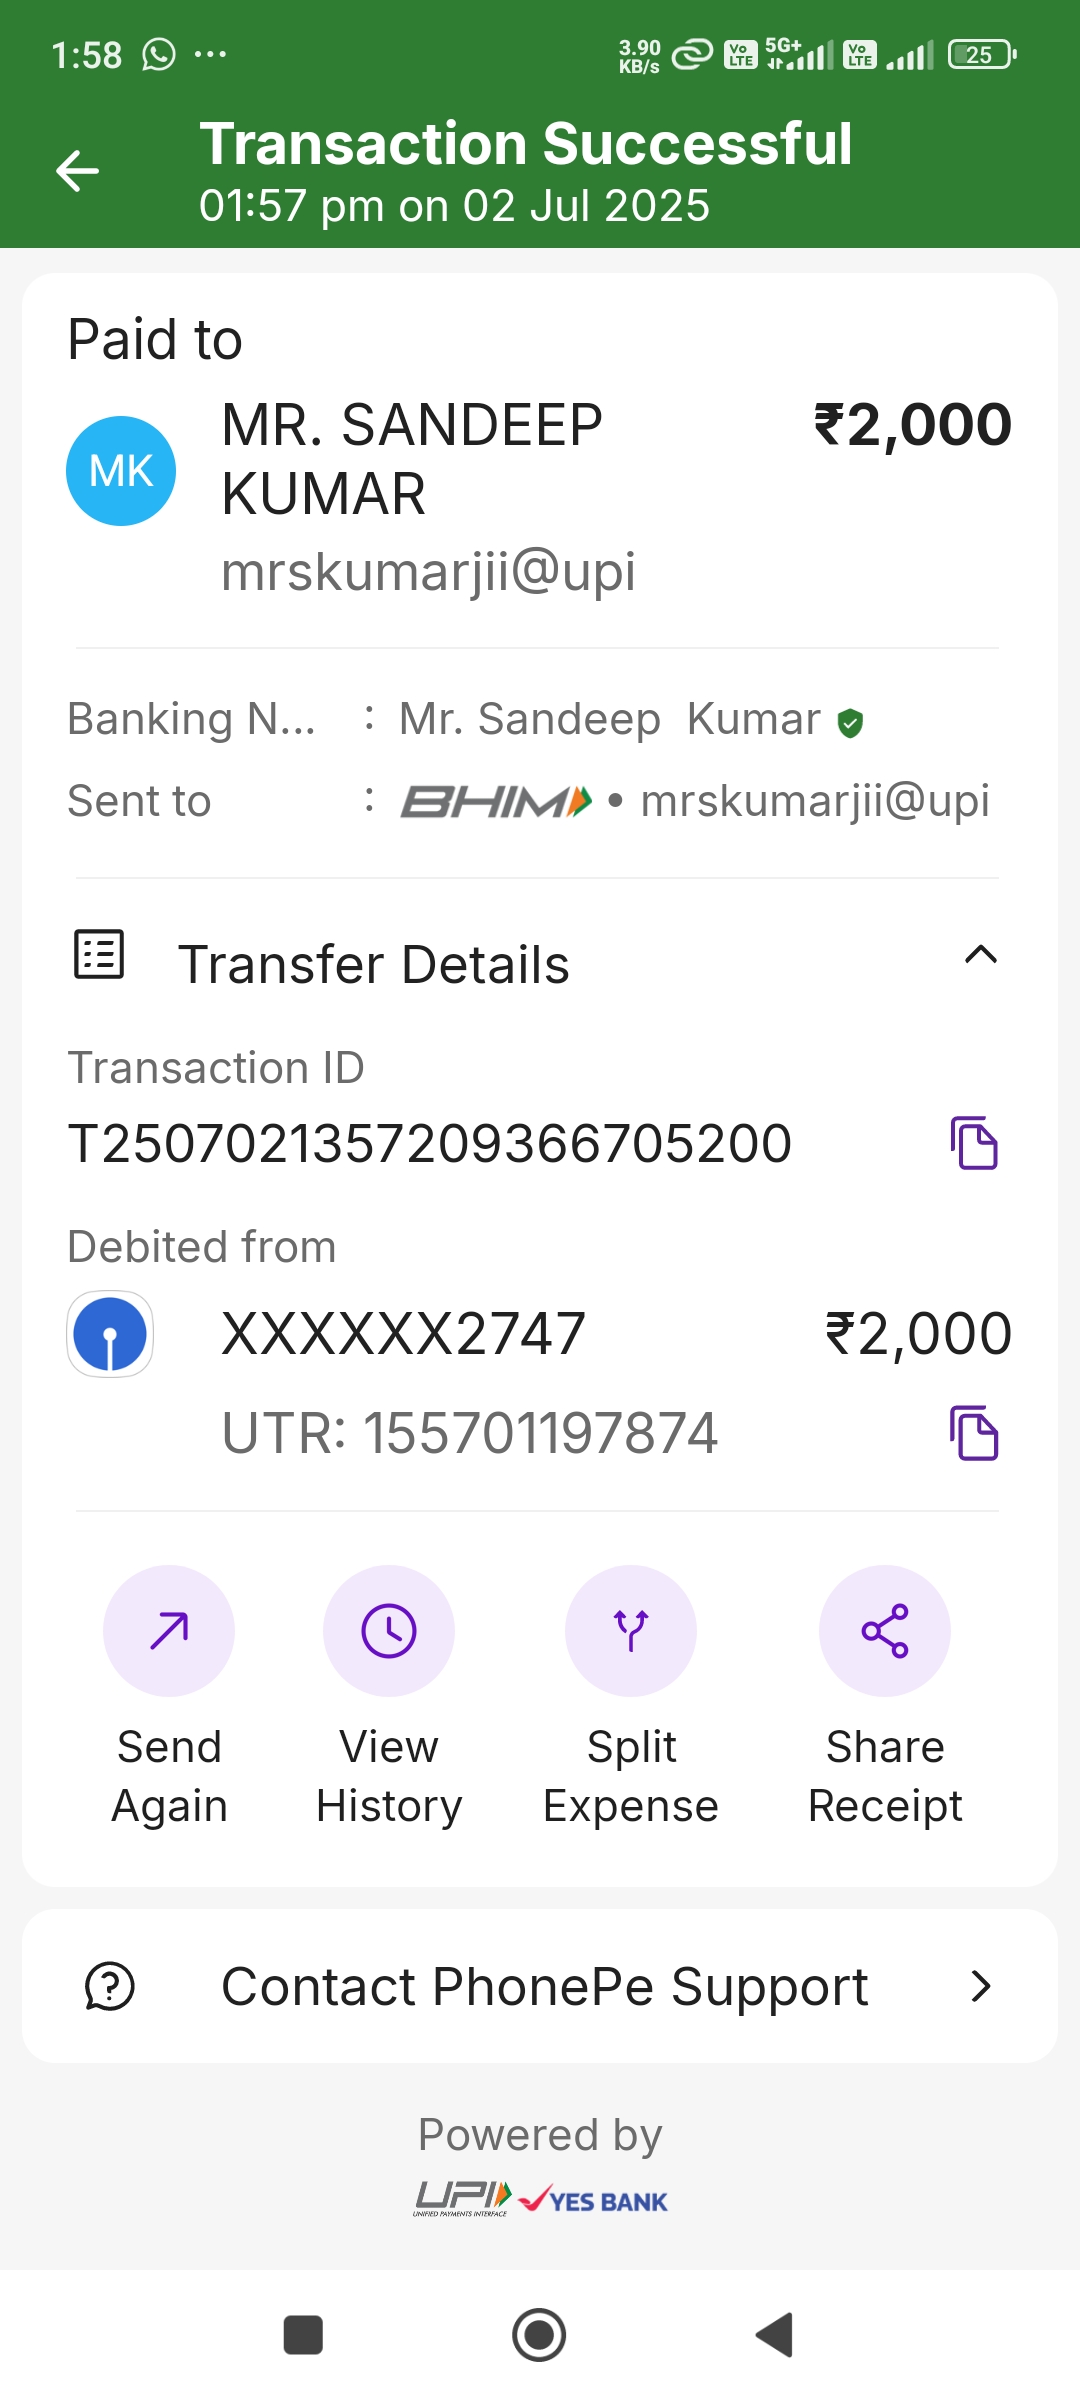 1:58 ... 3.90 KB/s Vo LTE 5G+ Vo LTE 25
Transaction Successful
01:57 pm on 02 Jul 2025
Paid to
MK
MR. SANDEEP ₹2,000
KUMAR
mrskumarjii@upi
Banking N... : Mr. Sandeep Kumar
Sent to : BHIM • mrskumarjii@upi
Transfer Details
Transaction ID
T2507021357209366705200
Debited from
XXXXXX2747 ₹2,000
UTR: 155701197874
Send Again
View History
Split Expense
Share Receipt
Contact PhonePe Support
Powered by
UPI UNIFIED PAYMENTS INTERFACE YES BANK